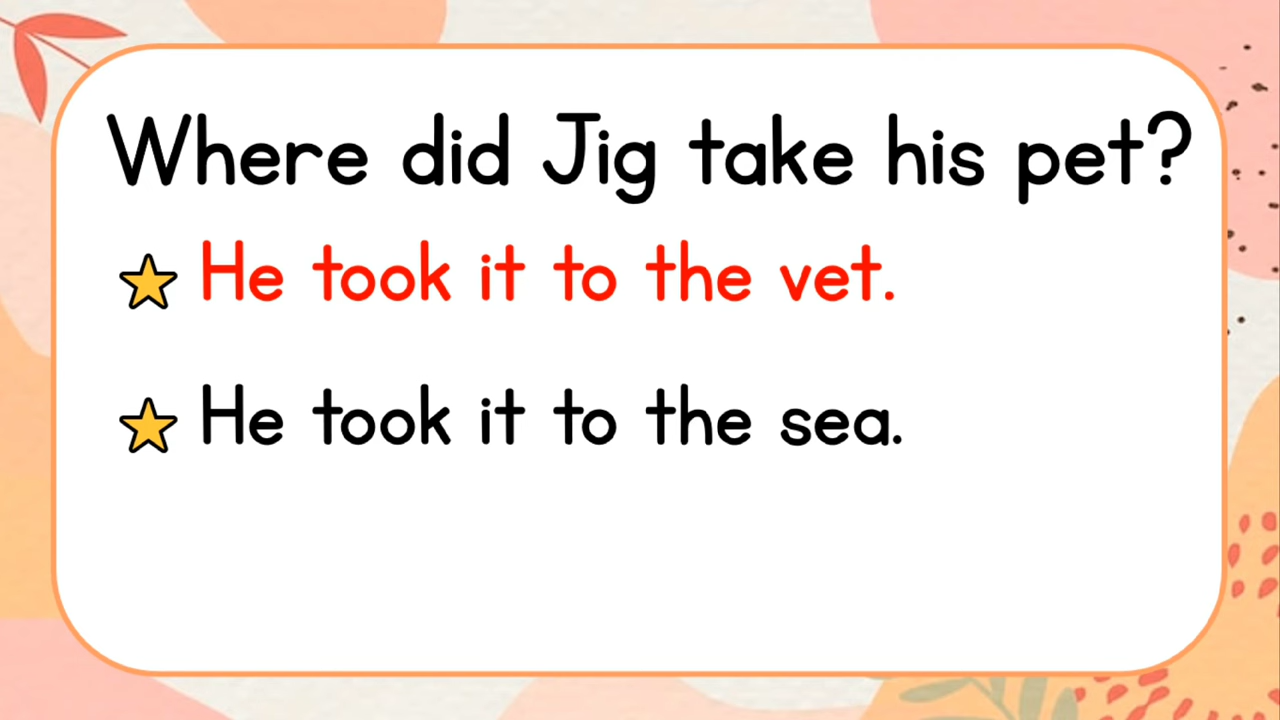 Where did Jig take his pet?
He took it to the vet.
He took it to the sea.